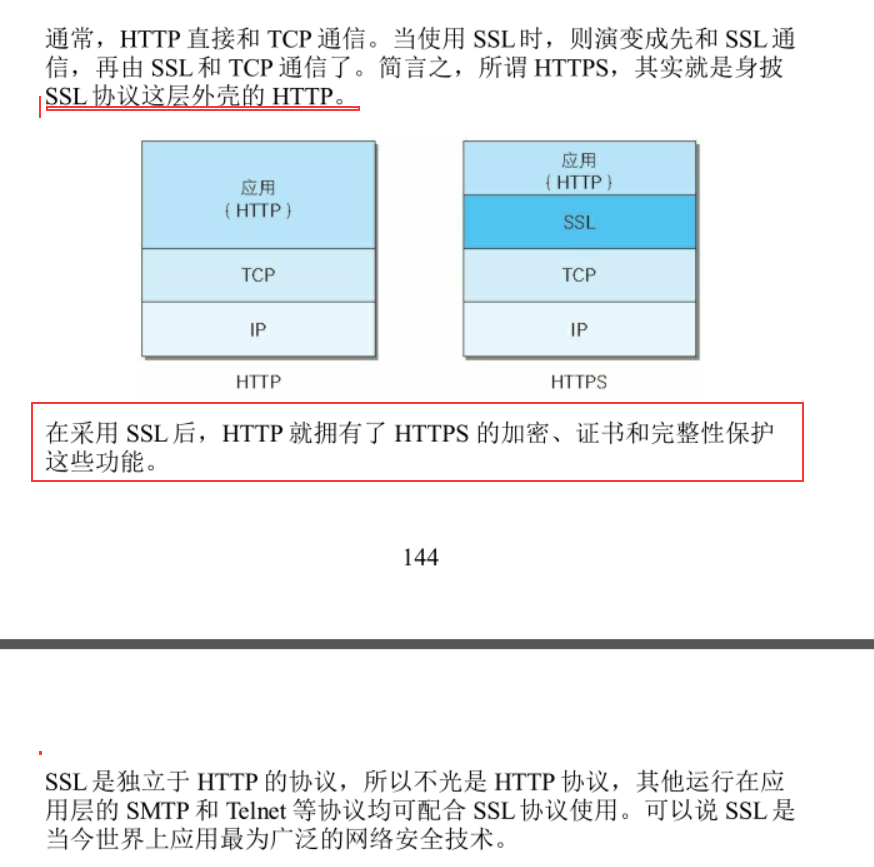 通常，HTTP 直接和 TCP 通信。当使用 SSL 时，则演变成先和 SSL 通
信，再由 SSL 和 TCP 通信了。简言之，所谓 HTTPS，其实就是身披
SSL 协议这层外壳的 HTTP。
应用
（HTTP）
TCP
IP
HTTP
应用
（HTTP）
SSL
TCP
IP
HTTPS
在采用 SSL 后，HTTP 就拥有了 HTTPS 的加密、证书和完整性保护
这些功能。
144
SSL 是独立于 HTTP 的协议，所以不光是 HTTP 协议，其他运行在应
用层的 SMTP 和 Telnet 等协议均可配合 SSL 协议使用。可以说 SSL 是
当今世界上应用最为广泛的网络安全技术。